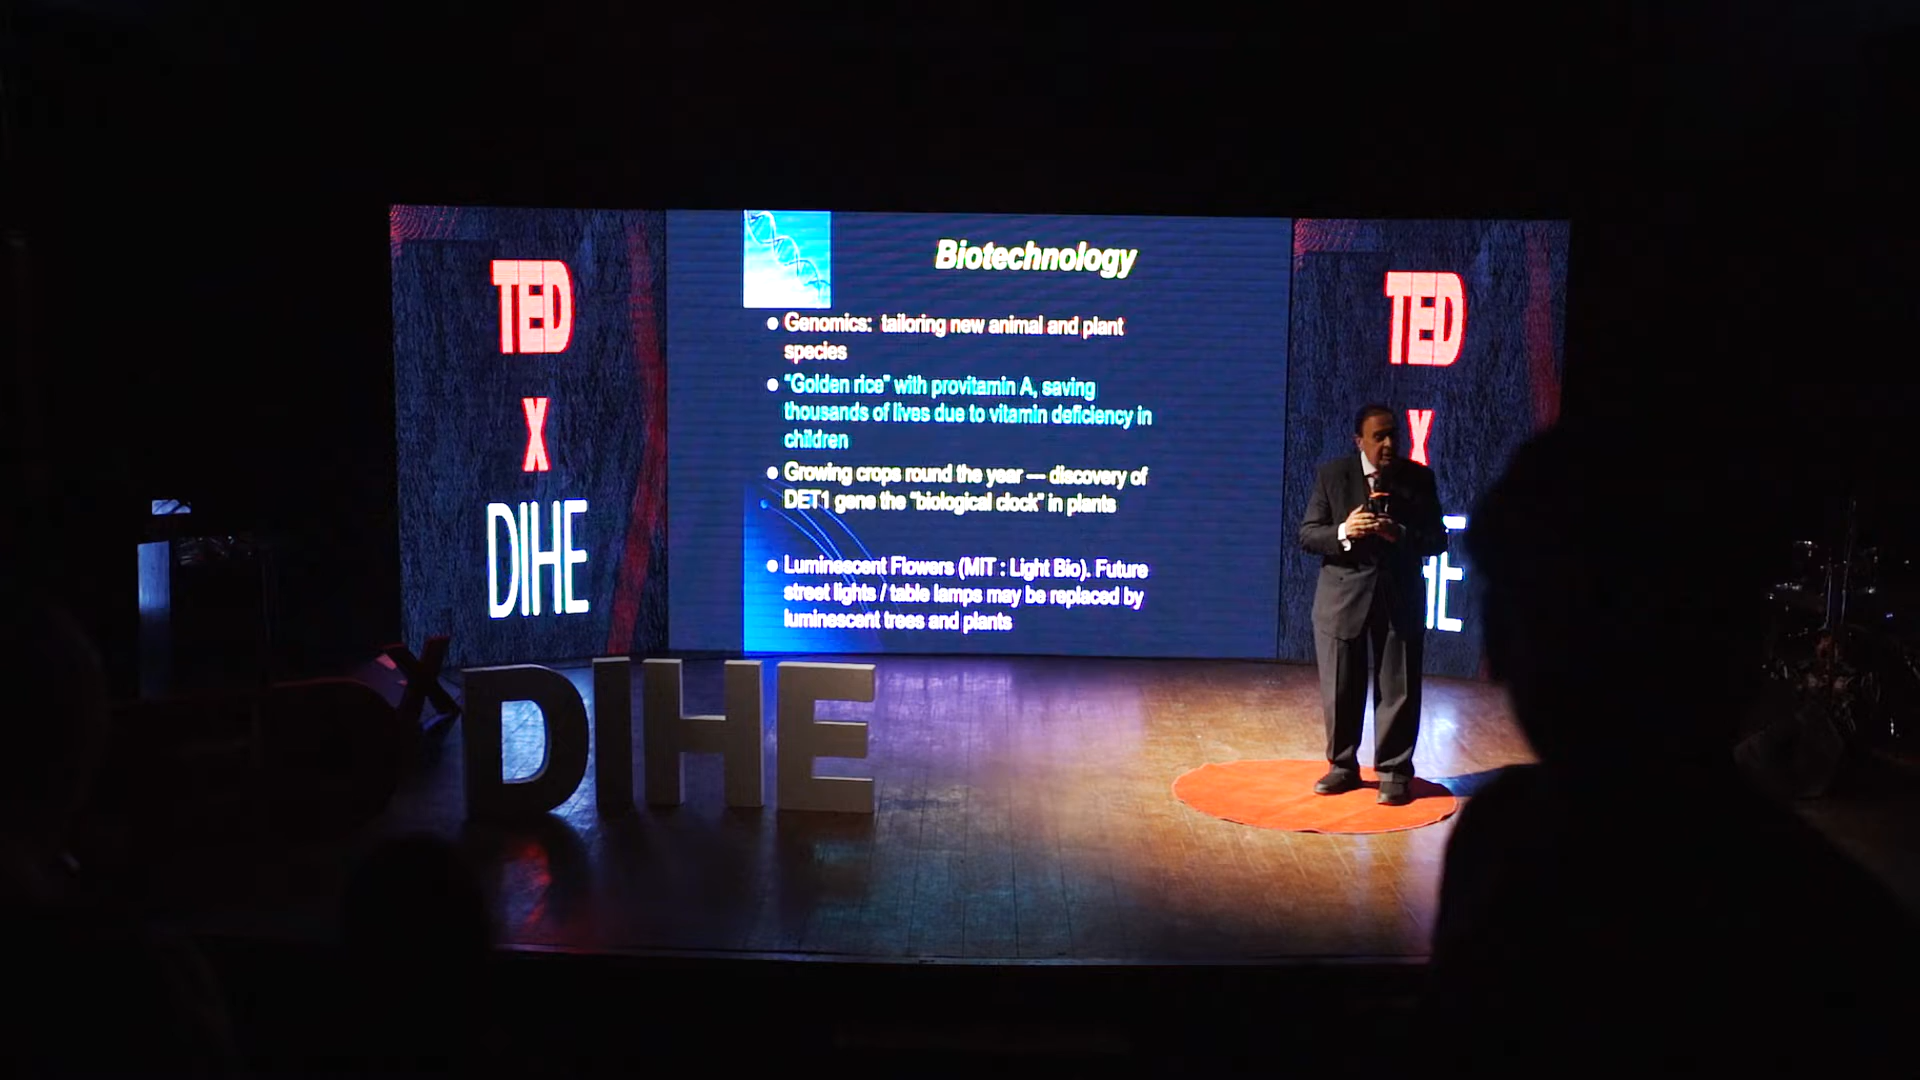 TED
X
DIHE
Biotechnology
Genomics: tailoring new animal and plant
species
"Golden rice" with provitamin A, saving
thousands of lives due to vitamin deficiency in
children
Growing crops round the year — discovery of
DET1 gene the "biological clock" in plants
Luminescent Flowers (MIT : Light Bio). Future
street lights / table lamps may be replaced by
luminescent trees and plants
TED
X
IE
X
DIHE